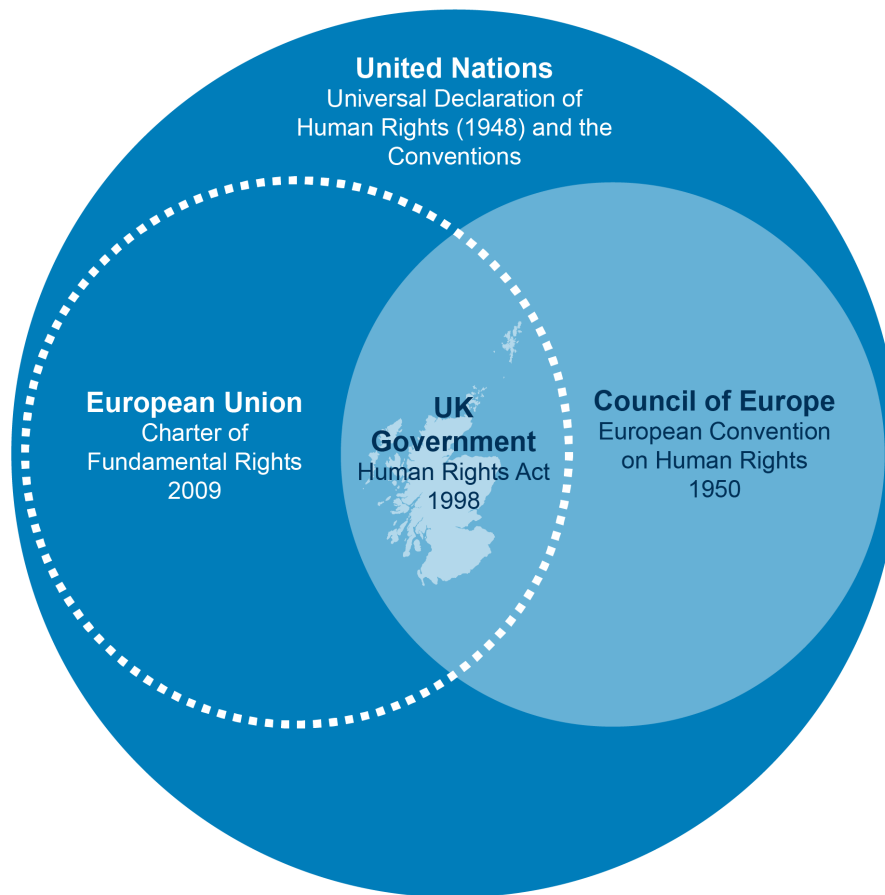 United Nations
Universal Declaration of
Human Rights (1948) and the
Conventions
European Union
Charter of
Fundamental Rights
2009
UK
Government
Human Rights Act
1998
Council of Europe
European Convention
on Human Rights
1950